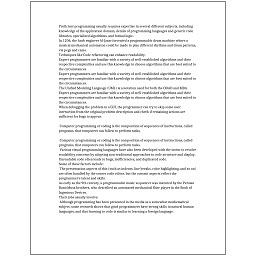 Proficient programming usually requires expertise in several different subjects, including
knowledge of the application domain, details of programming languages and generic code
libraries, specialized algorithms, and formal logic.
In 1206, the Arab engineer Al-Jazari invented a programmable drum machine where a
musical mechanical automaton could be made to play different rhythms and drum patterns,
via pegs and cams.
Techniques like Code refactoring can enhance readability.
Expert programmers are familiar with a variety of well-established algorithms and their
respective complexities and use this knowledge to choose algorithms that are best suited to
the circumstances.
Expert programmers are familiar with a variety of well-established algorithms and their
respective complexities and use this knowledge to choose algorithms that are best suited to
the circumstances.
Expert programmers are familiar with a variety of well-established algorithms and their
respective complexities and use this knowledge to choose algorithms that are best suited to
the circumstances.
The Unified Modeling Language (UML) is a notation used for both the OOAD and MDA.
Expert programmers are familiar with a variety of well-established algorithms and their
respective complexities and use this knowledge to choose algorithms that are best suited to
the circumstances.
When debugging the problem in a GUI, the programmer can try to skip some user
interaction from the original problem description and check if remaining actions are
sufficient for bugs to appear.
Computer programming or coding is the composition of sequences of instructions, called
programs, that computers can follow to perform tasks.
Computer programming or coding is the composition of sequences of instructions, called
programs, that computers can follow to perform tasks.
Various visual programming languages have also been developed with the intent to resolve
readability concerns by adopting non-traditional approaches to code structure and display.
Unreadable code often leads to bugs, inefficiencies, and duplicated code.
Some of these factors include:
The presentation aspects of this (such as indents, line breaks, color highlighting, and so on)
are often handled by the source code editor, but the content aspects reflect the
programmer's talent and skills.
As early as the 9th century, a programmable music sequencer was invented by the Persian
Banu Musa brothers, who described an automated mechanical flute player in the Book of
Ingenious Devices.
Their jobs usually involve:
Although programming has been presented in the media as a somewhat mathematical
subject, some research shows that good programmers have strong skills in natural human
languages, and that learning to code is similar to learning a foreign language.